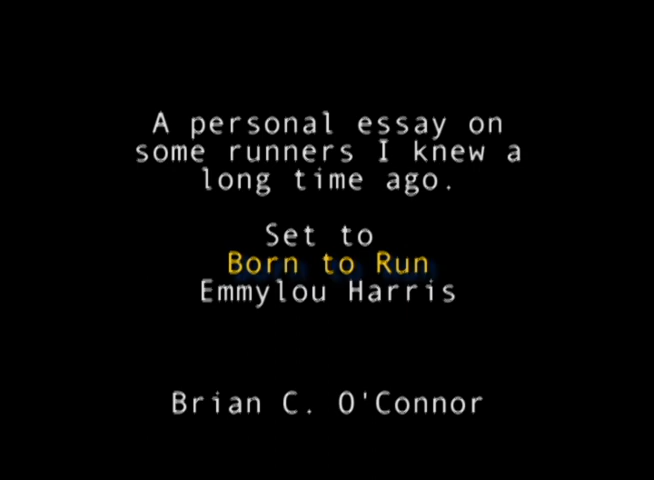 A personal essay on
some runners I knew a
long time ago.
Set to
Born to Run
Emmylou Harris
Brian C. O'Connor